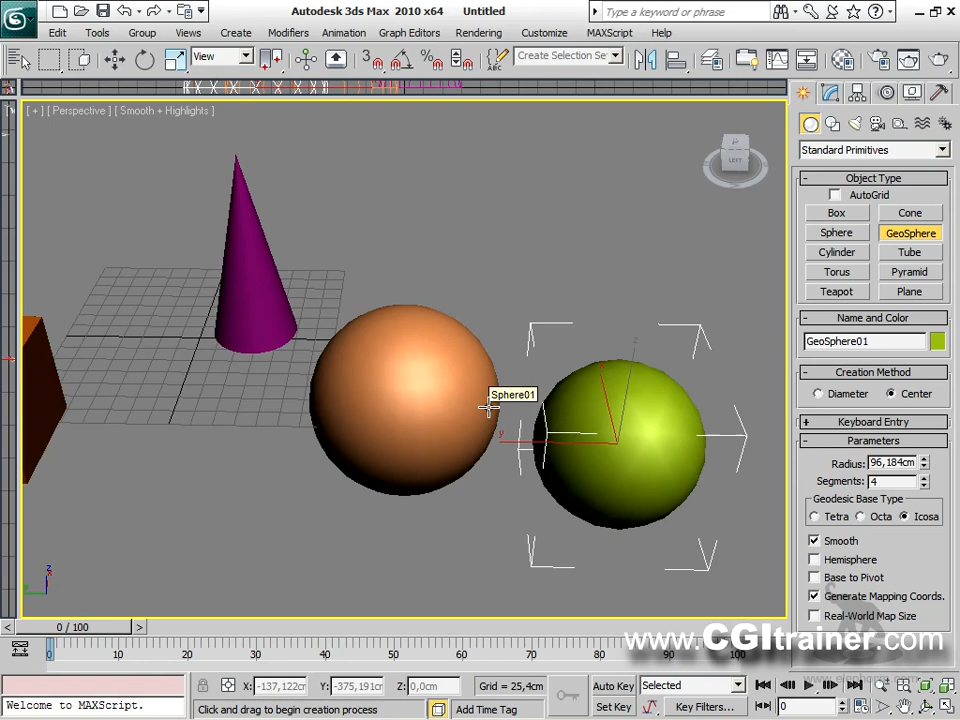 Autodesk 3ds Max 2010 x64 Untitled
Type a keyword or phrase
Edit Tools Group Views Create Modifiers Animation Graph Editors Rendering Customize MAXScript Help
View
3
Create Selection Se
[ + ] [ Perspective ] [ Smooth + Highlights ]
LEFT
Standard Primitives
Object Type
AutoGrid
Box Cone
Sphere GeoSphere
Cylinder Tube
Torus Pyramid
Teapot Plane
Name and Color
GeoSphere01
Creation Method
Diameter Center
Keyboard Entry
Parameters
Radius: 96,184cm
Segments: 4
Geodesic Base Type
Tetra Octa Icosa
Smooth
Hemisphere
Base to Pivot
Generate Mapping Coords.
Real-World Map Size
Sphere01
z
y
z
0 / 100
0 10 20 30 40 50 60 70 80 90 100
www.CGItrainer.com
X: -137,122cm Y: -375,191cm Z: 0,0cm Grid = 25,4cm
Auto Key Selected
Welcome to MAXScript.
Click and drag to begin creation process
Add Time Tag
Set Key Key Filters... 0